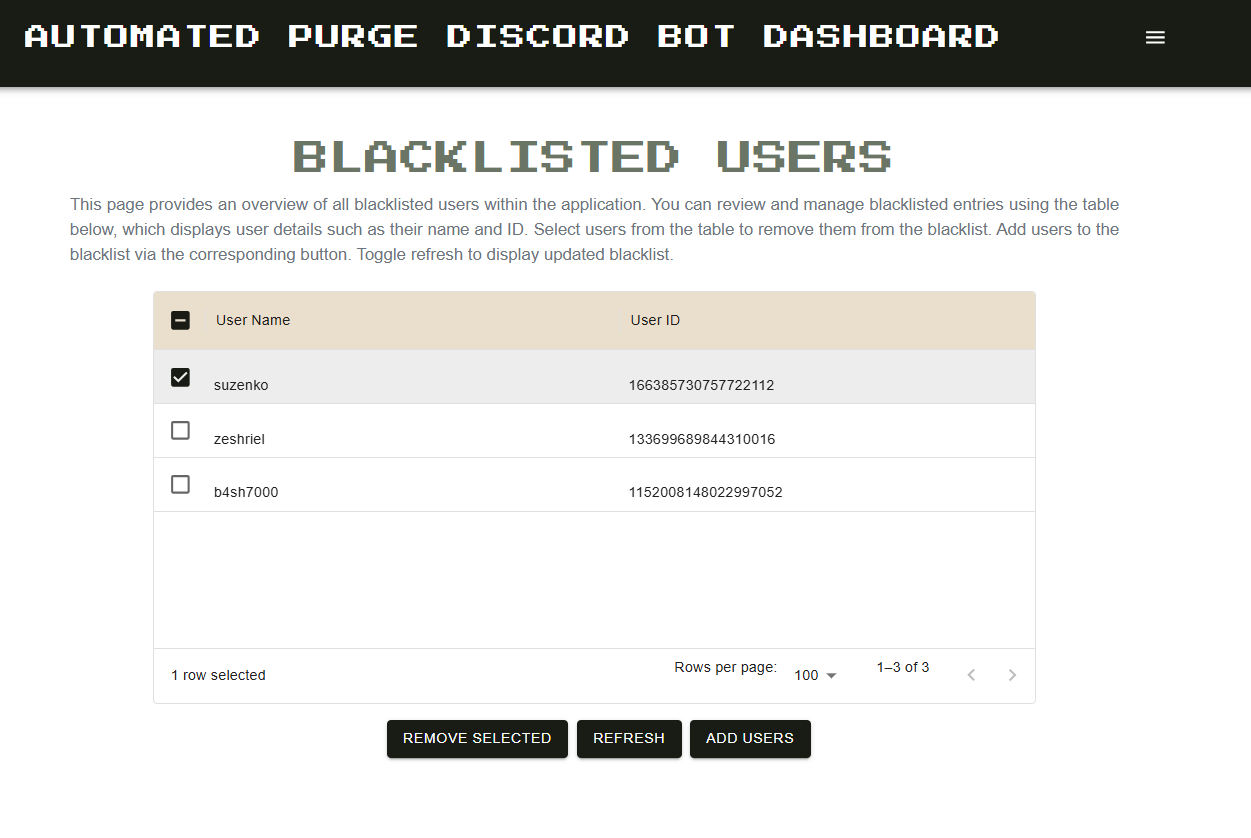 AUTOMATED PURGE DISCORD BOT DASHBOARD
BLACKLISTED USERS
This page provides an overview of all blacklisted users within the application. You can review and manage blacklisted entries using the table
below, which displays user details such as their name and ID. Select users from the table to remove them from the blacklist. Add users to the
blacklist via the corresponding button. Toggle refresh to display updated blacklist.
User Name User ID
suzenko 166385730757722112
zeshriel 133699689844310016
b4sh7000 1152008148022997052
1 row selected Rows per page: 100 1–3 of 3
REMOVE SELECTED REFRESH ADD USERS